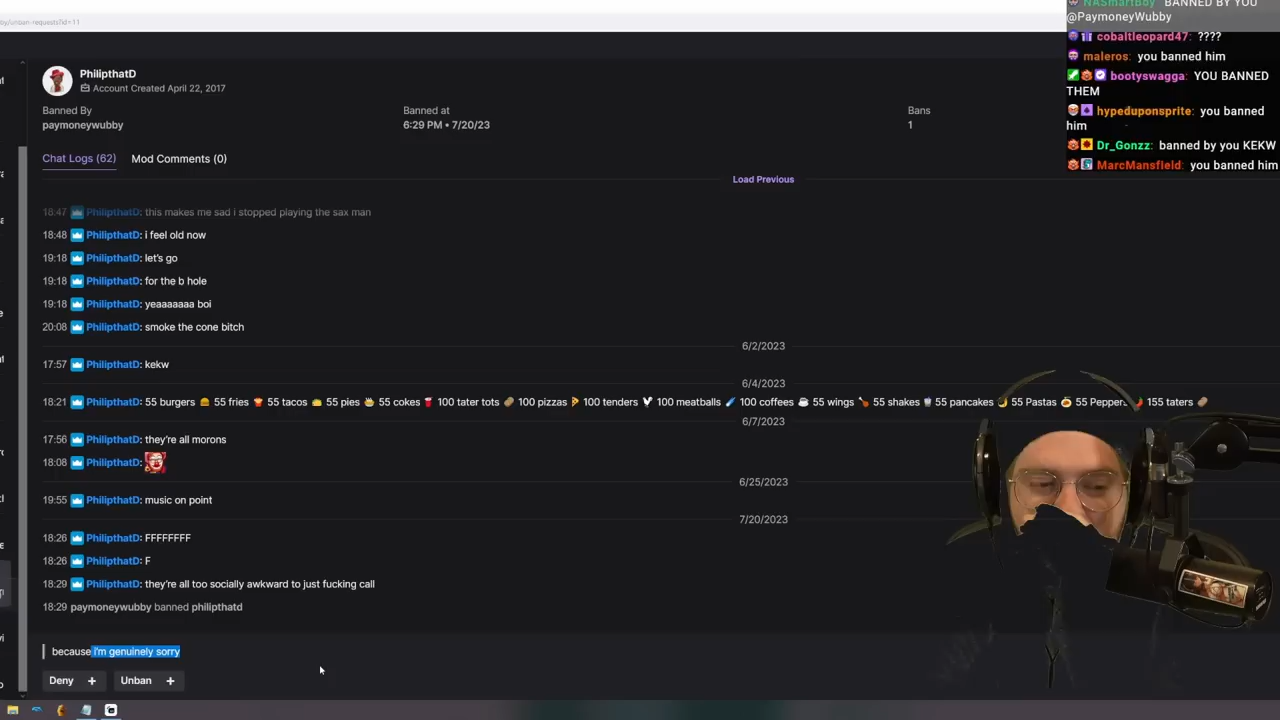 by/unban-requests?id=11
PhilipthatD
Account Created April 22, 2017
Banned By
paymoneywubby
Banned at
6:29 PM • 7/20/23
Bans
1
Chat Logs (62)
Mod Comments (0)
Load Previous
18:47 PhilipthatD: this makes me sad i stopped playing the sax man
18:48 PhilipthatD: i feel old now
19:18 PhilipthatD: let's go
19:18 PhilipthatD: for the b hole
19:18 PhilipthatD: yeaaaaaaa boi
20:08 PhilipthatD: smoke the cone bitch
6/2/2023
17:57 PhilipthatD: kekw
6/4/2023
18:21 PhilipthatD: 55 burgers 🍔 55 fries 🍟 55 tacos 🌮 55 pies 🥧 55 cokes 🥤 100 tater tots 🥔 100 pizzas 🍕 100 tenders 🐓 100 meatballs ☄ 100 coffees ☕ 55 wings 🍗 55 shakes 🥤 55 pancakes 🥞 55 Pastas 🍝 55 Peppers 🌶 155 taters 🥔
6/7/2023
17:56 PhilipthatD: they're all morons
18:08 PhilipthatD:
6/25/2023
19:55 PhilipthatD: music on point
7/20/2023
18:26 PhilipthatD: FFFFFFFF
18:26 PhilipthatD: F
18:29 PhilipthatD: they're all too socially awkward to just fucking call
18:29 paymoneywubby banned philipthatd
because i'm genuinely sorry
Deny +
Unban +
NASmartBoy BANNED BY YOU
@PaymoneyWubby
cobaltleopard47: ????
maleros: you banned him
bootyswagga: YOU BANNED
THEM
hypeduponsprite: you banned
him
Dr_Gonzz: banned by you KEKW
MarcMansfield: you banned him